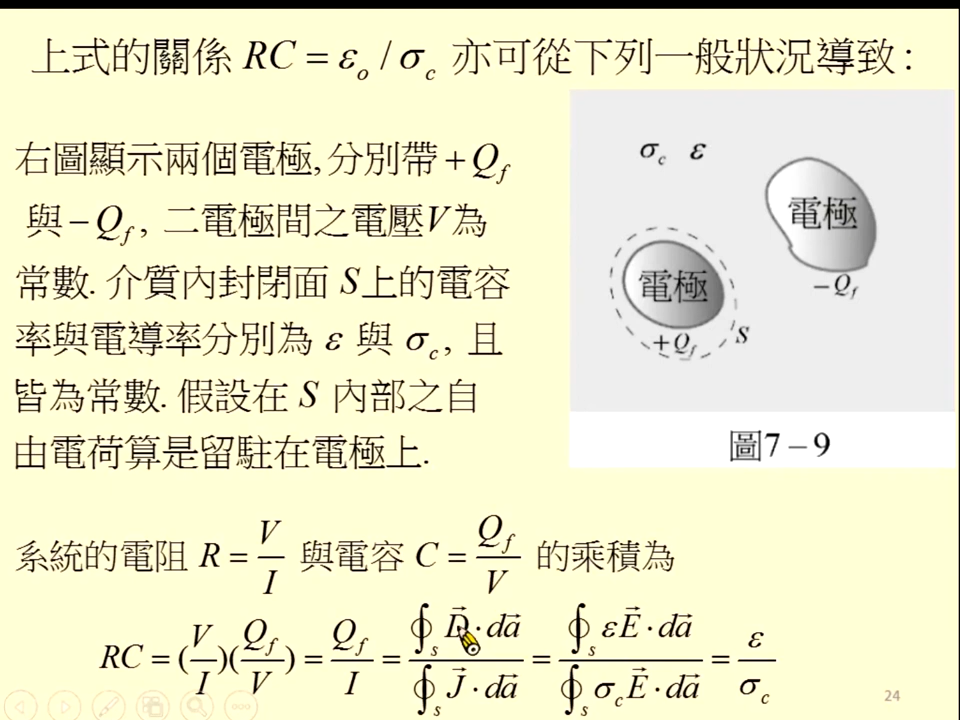 上式的關係 RC = ε₀ / σ_c 亦可從下列一般狀況導致 :
右圖顯示兩個電極, 分別帶 + Q_f
與 − Q_f , 二電極間之電壓V為
常數. 介質內封閉面 S上的電容
率與電導率分別為 ε 與 σ_c , 且
皆為常數. 假設在 S 內部之自
由電荷算是留駐在電極上.
σ_c ε
電極
−Q_f
電極
+Q_f
S
圖7－9
系統的電阻 R = V/I 與電容 C = Q_f/V 的乘積為
RC = (V/I)(Q_f/V) = Q_f/I = ∮_s D⃗·da⃗ / ∮_s J⃗·da⃗ = ∮_s εE⃗·da⃗ / ∮_s σ_c E⃗·da⃗ = ε/σ_c
24